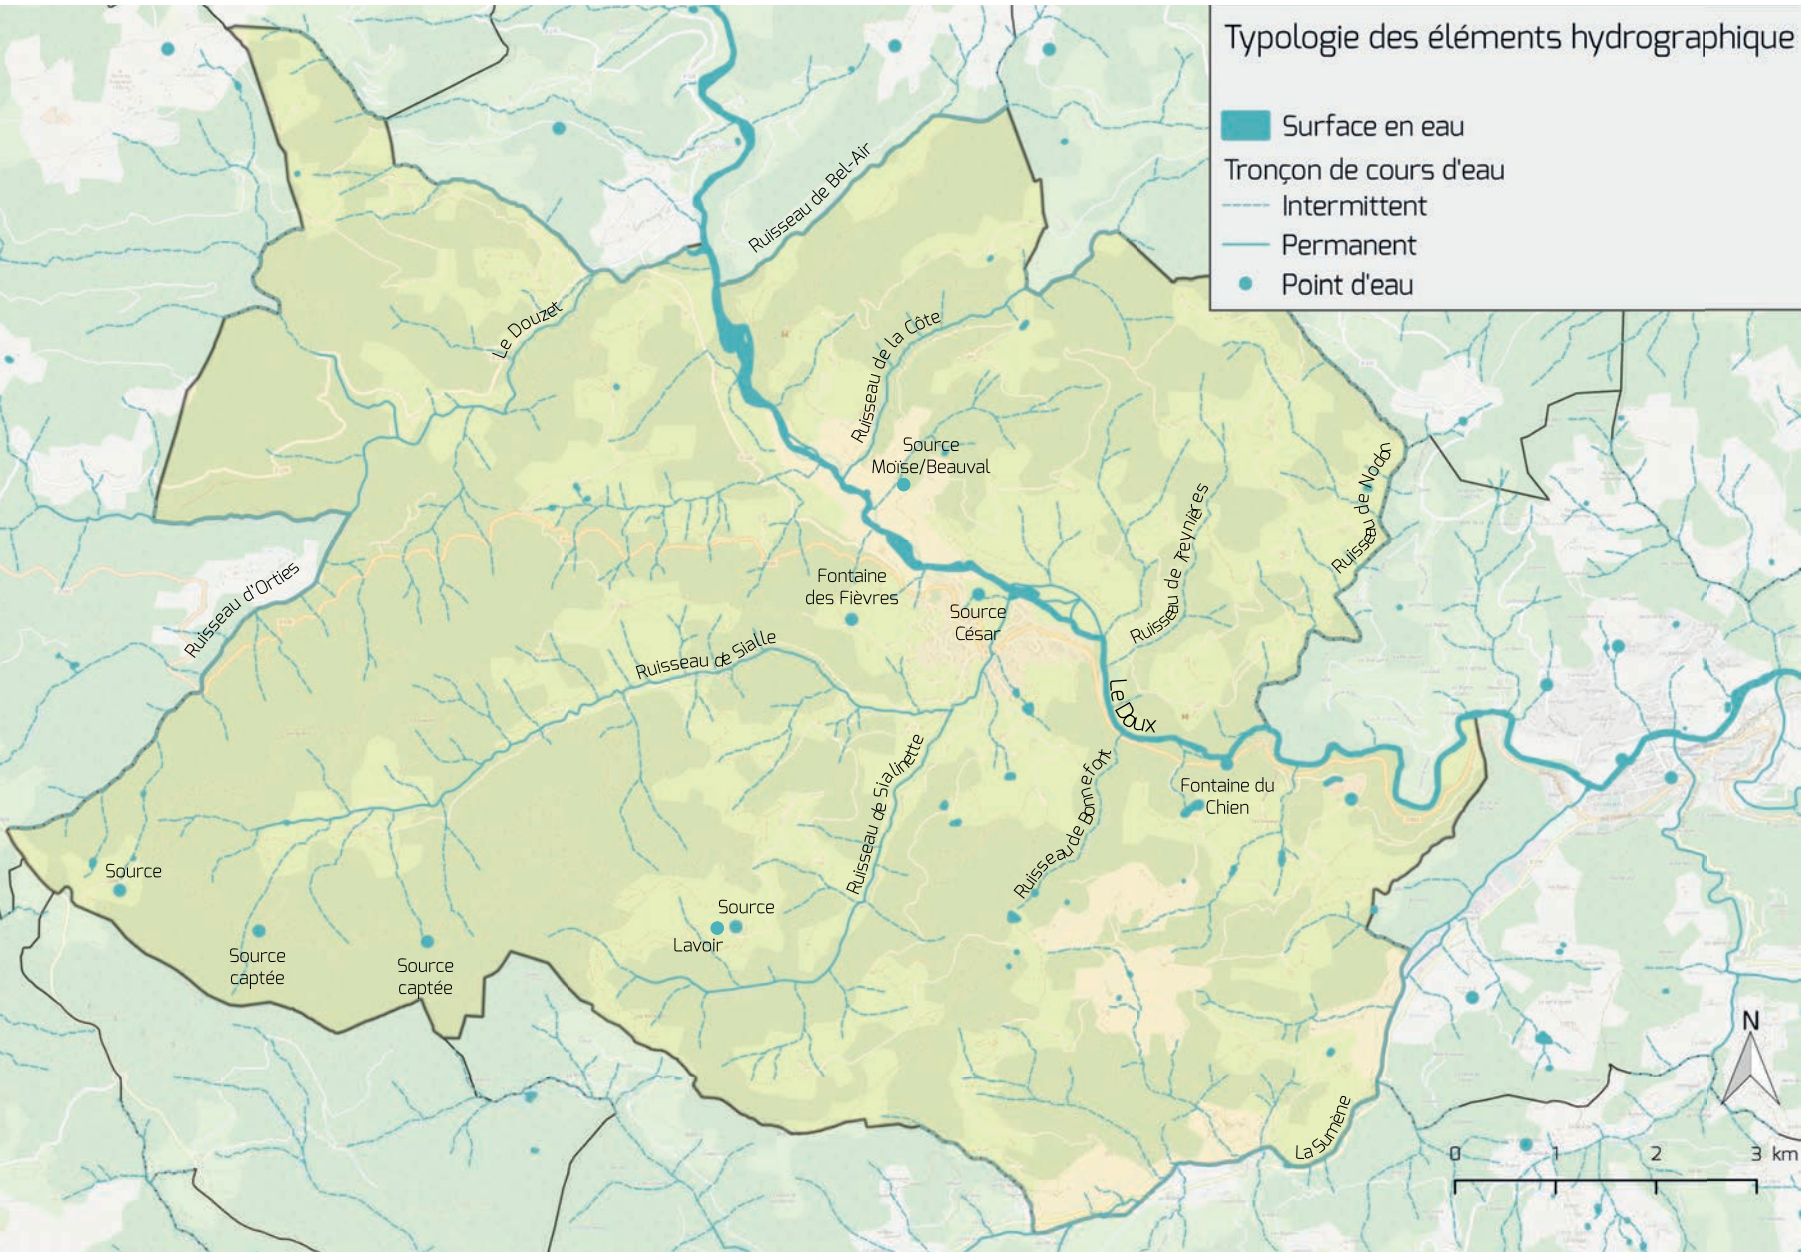 Typologie des éléments hydrographique
Surface en eau
Tronçon de cours d'eau
Intermittent
Permanent
Point d'eau
Ruisseau de Bel-Air
Le Douzet
Ruisseau de la Côte
Source
Moïse/Beauval
Ruisseau de Nodon
Ruisseau de Treynières
Ruisseau d'Orties
Fontaine
des Fièvres
Source
César
Ruisseau de Sialle
Le Doux
Ruisseau de Sialinette
Ruisseau de Bonnefont
Fontaine du
Chien
Source
Source
Lavoir
Source
captée
Source
captée
La Sumène
N
0 1 2 3 km